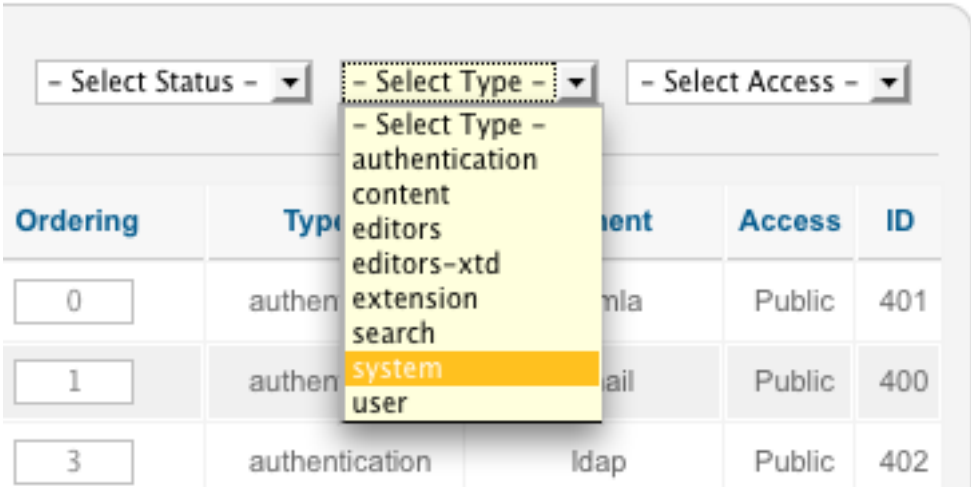 - Select Status - - Select Type - - Select Access -
- Select Type -
authentication
content
editors
editors-xtd
extension
search
system
user
Ordering Access ID
0 Public 401
1 Public 400
3 authentication ldap Public 402